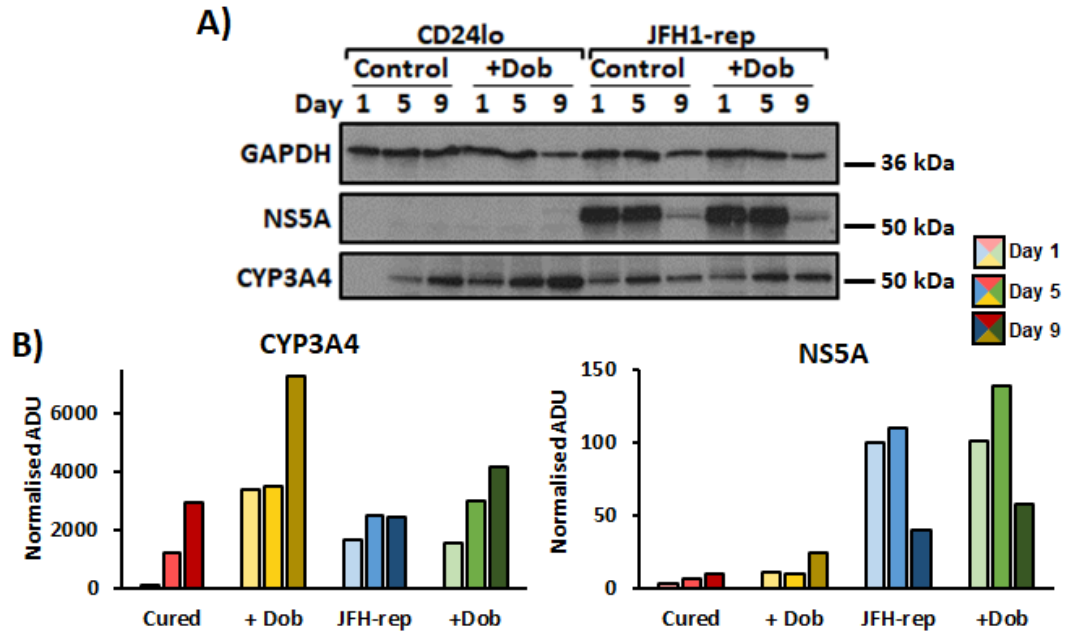 A)
CD24lo JFH1-rep
Control +Dob Control +Dob
Day 1 5 9 1 5 9 1 5 9 1 5 9
GAPDH 36 kDa
NS5A 50 kDa
CYP3A4 50 kDa
Day 1
Day 5
Day 9
B)
CYP3A4
Normalised ADU
6000
4000
2000
0
Cured + Dob JFH-rep +Dob
NS5A
Normalised ADU
150
100
50
0
Cured + Dob JFH-rep +Dob